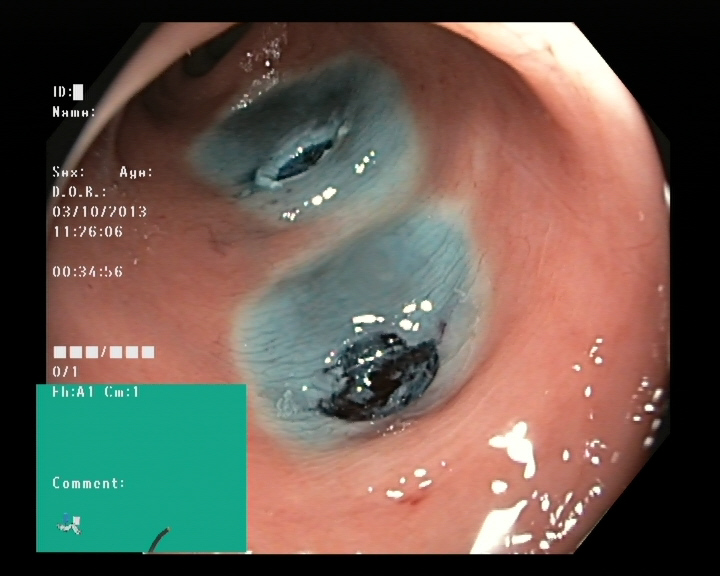 ID:
Name:
Sex: Age:
D.O.B.:
03/10/2013
11:26:06
00:34:56
■■■/■■■
0/1
Eh:A1 Cm:1
Comment: